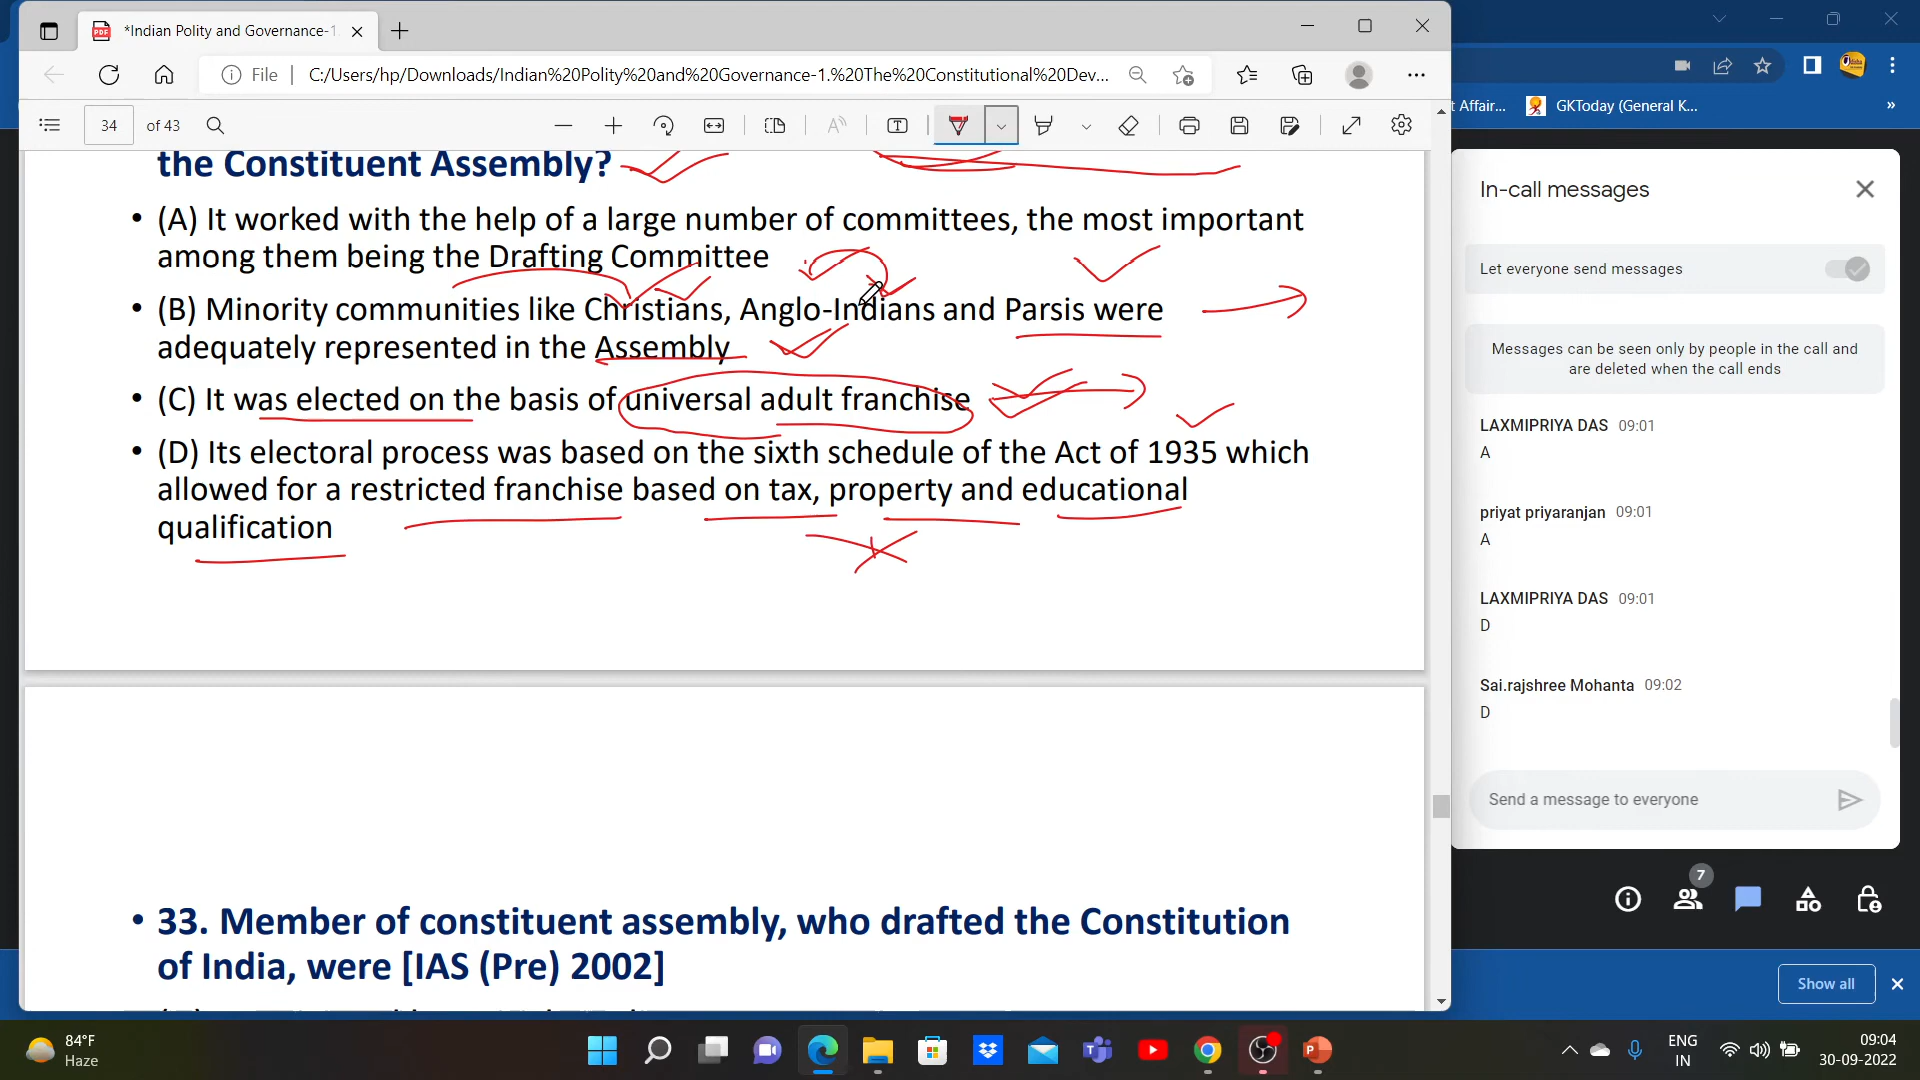 *Indian Polity and Governance-1
File
C:/Users/hp/Downloads/Indian%20Polity%20and%20Governance-1.%20The%20Constitutional%20Dev...
t Affair...
GKToday (General K...
»
34
of 43
the Constituent Assembly?
• (A) It worked with the help of a large number of committees, the most important
among them being the Drafting Committee
• (B) Minority communities like Christians, Anglo-Indians and Parsis were
adequately represented in the Assembly
• (C) It was elected on the basis of universal adult franchise
• (D) Its electoral process was based on the sixth schedule of the Act of 1935 which
allowed for a restricted franchise based on tax, property and educational
qualification
• 33. Member of constituent assembly, who drafted the Constitution
of India, were [IAS (Pre) 2002]
In-call messages
Let everyone send messages
Messages can be seen only by people in the call and
are deleted when the call ends
LAXMIPRIYA DAS 09:01
A
priyat priyaranjan 09:01
A
LAXMIPRIYA DAS 09:01
D
Sai.rajshree Mohanta 09:02
D
Send a message to everyone
7
Show all
84°F
Haze
ENG
IN
09:04
30-09-2022